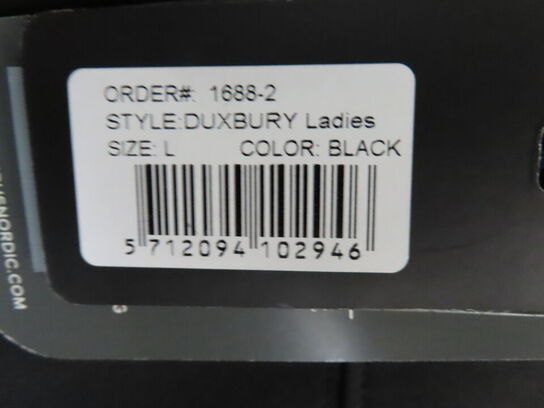 ORDER#: 1688-2
STYLE:DUXBURY Ladies
SIZE: L COLOR: BLACK
5 712094 102946